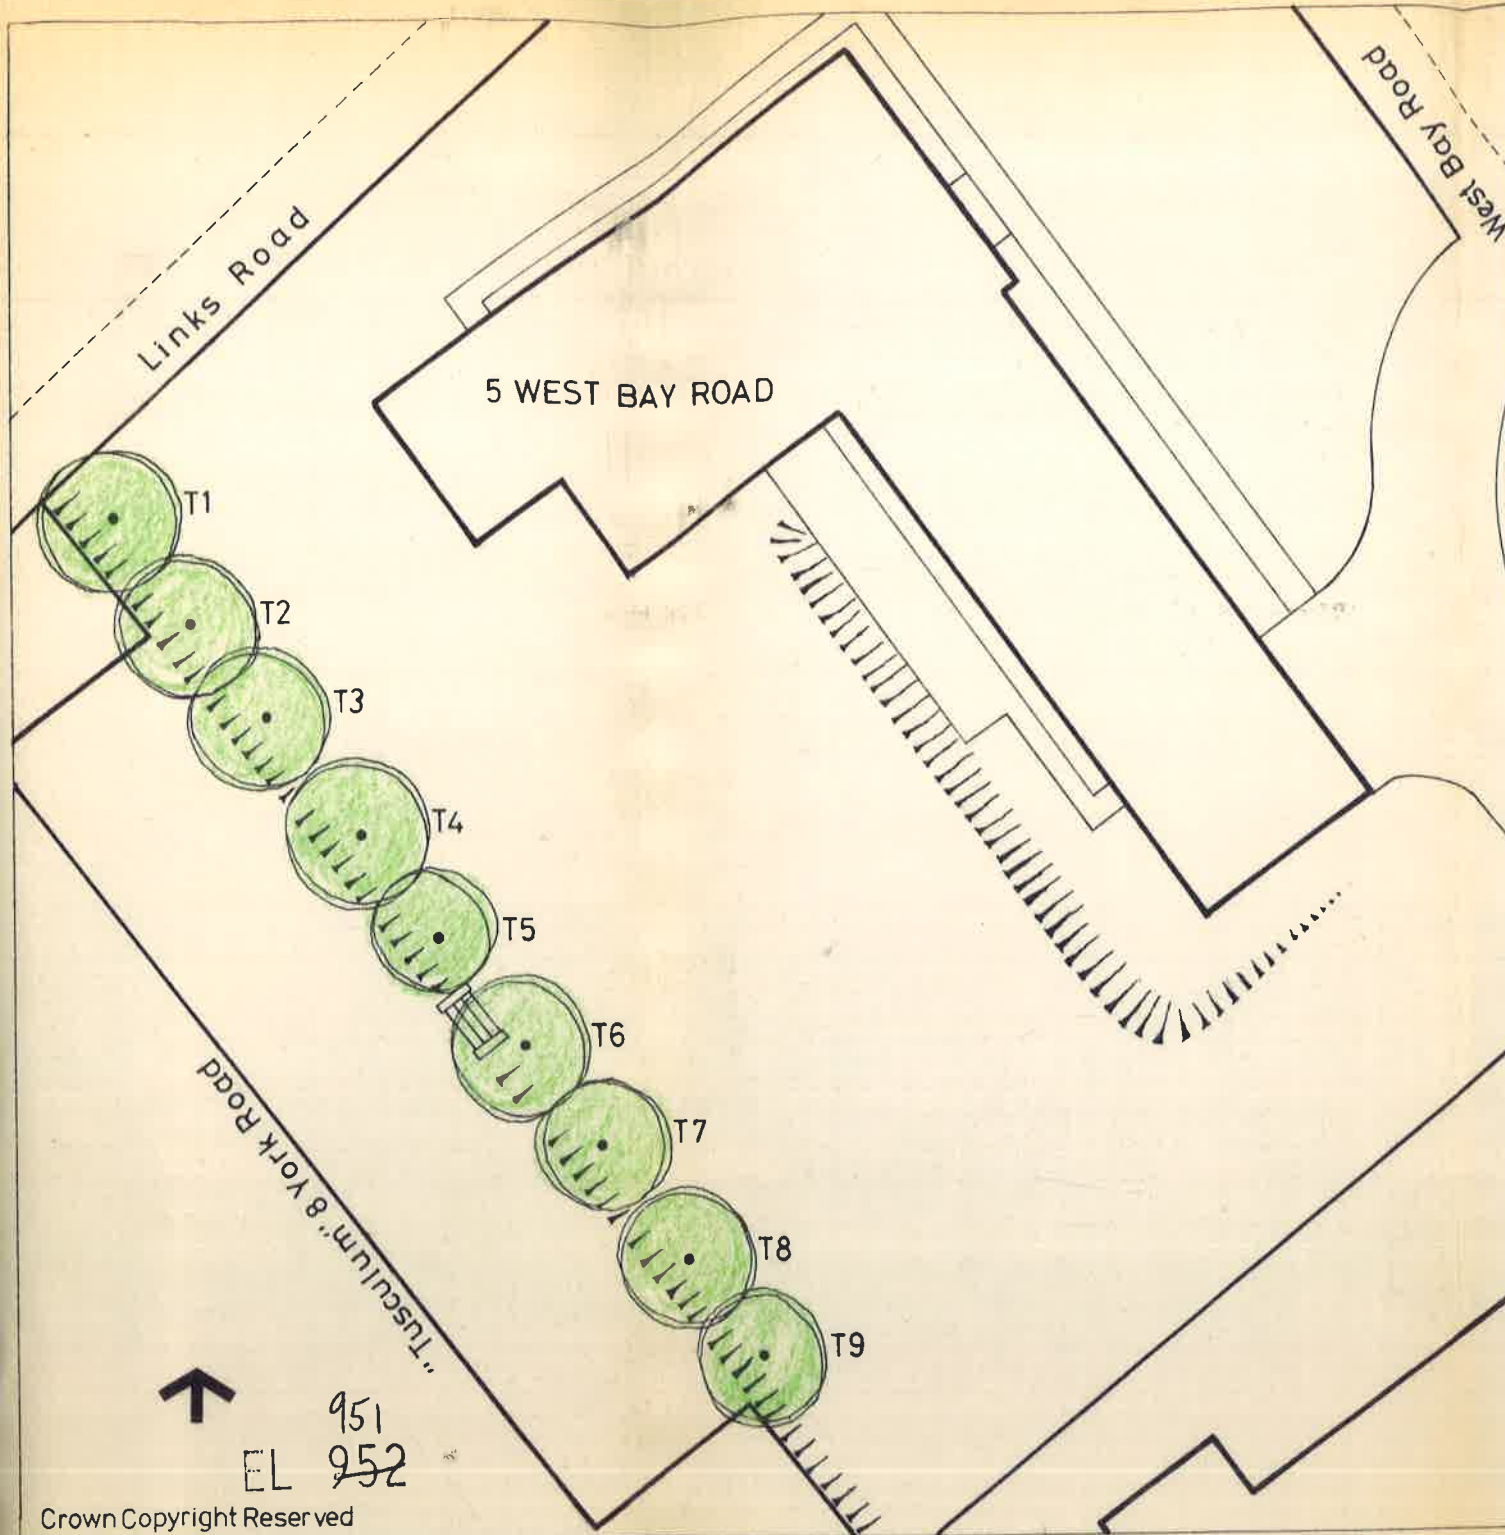 West Bay Road
Links Road
5 WEST BAY ROAD
T1
T2
T3
T4
T5
T6
T7
T8
T9
"Tusculum" 8 York Road
951
EL 952
Crown Copyright Reserved